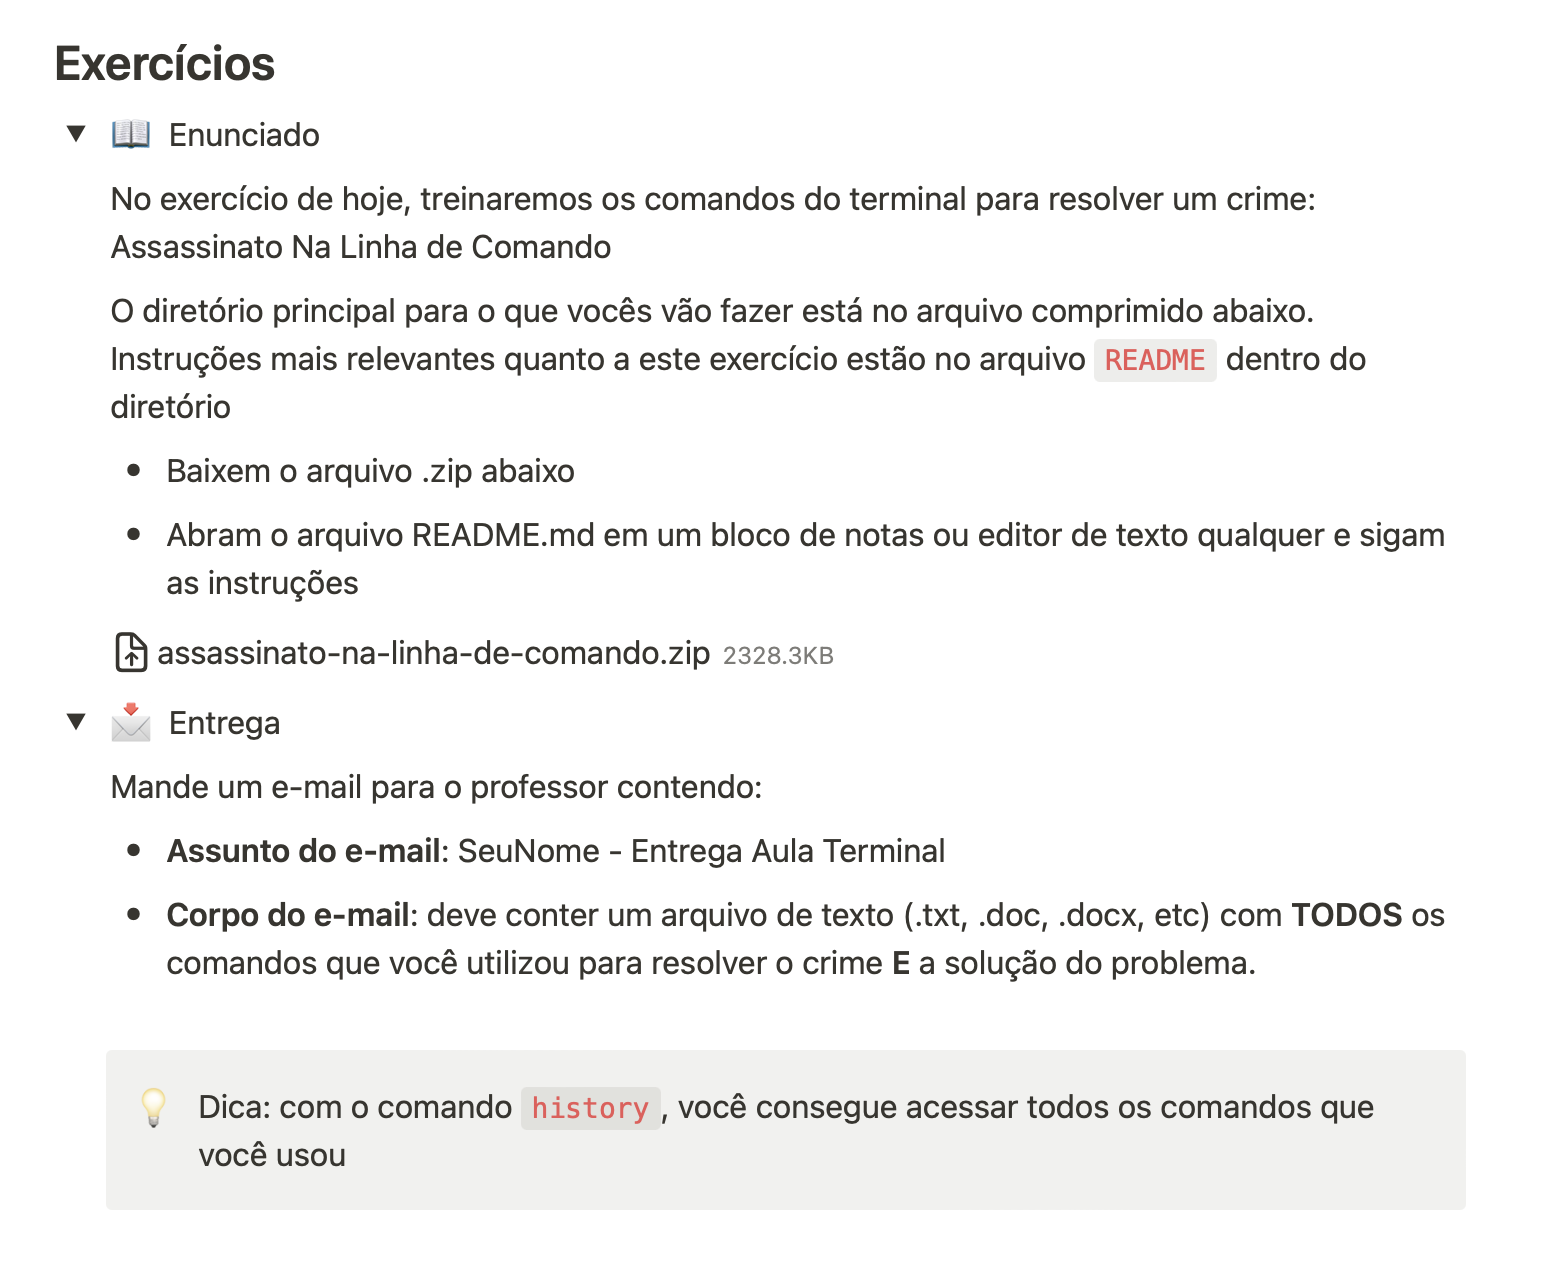 Exercícios
Enunciado
No exercício de hoje, treinaremos os comandos do terminal para resolver um crime:
Assassinato Na Linha de Comando
O diretório principal para o que vocês vão fazer está no arquivo comprimido abaixo.
Instruções mais relevantes quanto a este exercício estão no arquivo README dentro do
diretório
• Baixem o arquivo .zip abaixo
• Abram o arquivo README.md em um bloco de notas ou editor de texto qualquer e sigam
as instruções
assassinato-na-linha-de-comando.zip 2328.3KB
Entrega
Mande um e-mail para o professor contendo:
• Assunto do e-mail: SeuNome - Entrega Aula Terminal
• Corpo do e-mail: deve conter um arquivo de texto (.txt, .doc, .docx, etc) com TODOS os
comandos que você utilizou para resolver o crime E a solução do problema.
Dica: com o comando history, você consegue acessar todos os comandos que
você usou